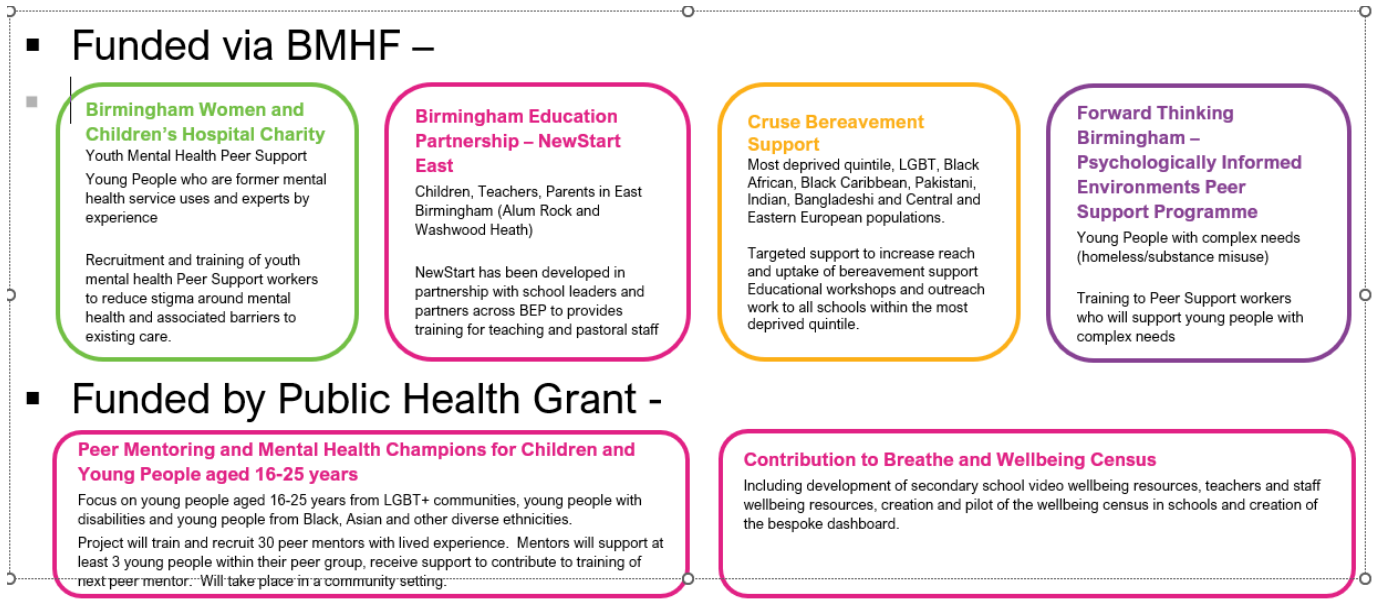 Funded via BMHF –
Birmingham Women and
Children's Hospital Charity
Youth Mental Health Peer Support
Young People who are former mental
health service uses and experts by
experience
Recruitment and training of youth
mental health Peer Support workers
to reduce stigma around mental
health and associated barriers to
existing care.
Birmingham Education
Partnership – NewStart
East
Children, Teachers, Parents in East
Birmingham (Alum Rock and
Washwood Heath)
NewStart has been developed in
partnership with school leaders and
partners across BEP to provides
training for teaching and pastoral staff
Cruse Bereavement
Support
Most deprived quintile, LGBT, Black
African, Black Caribbean, Pakistani,
Indian, Bangladeshi and Central and
Eastern European populations.
Targeted support to increase reach
and uptake of bereavement support
Educational workshops and outreach
work to all schools within the most
deprived quintile.
Forward Thinking
Birmingham –
Psychologically Informed
Environments Peer
Support Programme
Young People with complex needs
(homeless/substance misuse)
Training to Peer Support workers
who will support young people with
complex needs
Funded by Public Health Grant -
Peer Mentoring and Mental Health Champions for Children and
Young People aged 16-25 years
Focus on young people aged 16-25 years from LGBT+ communities, young people with
disabilities and young people from Black, Asian and other diverse ethnicities.
Project will train and recruit 30 peer mentors with lived experience. Mentors will support at
least 3 young people within their peer group, receive support to contribute to training of
next peer mentor. Will take place in a community setting.
Contribution to Breathe and Wellbeing Census
Including development of secondary school video wellbeing resources, teachers and staff
wellbeing resources, creation and pilot of the wellbeing census in schools and creation of
the bespoke dashboard.